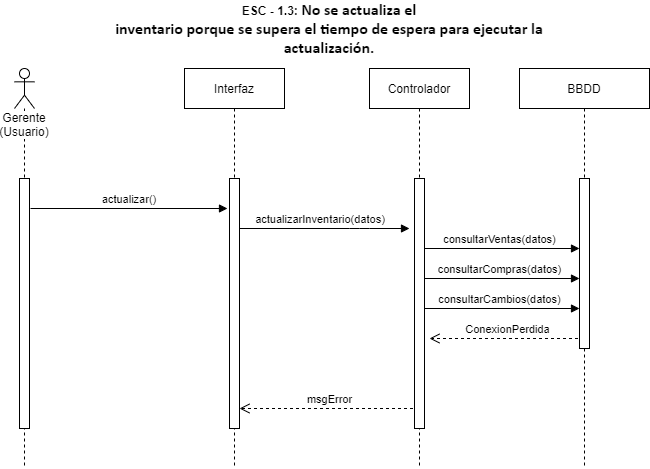 ESC - 1.3: No se actualiza el
inventario porque se supera el tiempo de espera para ejecutar la
actualización.
Interfaz
Controlador
BBDD
Gerente
(Usuario)
actualizar()
actualizarInventario(datos)
consultarVentas(datos)
consultarCompras(datos)
consultarCambios(datos)
ConexionPerdida
msgError